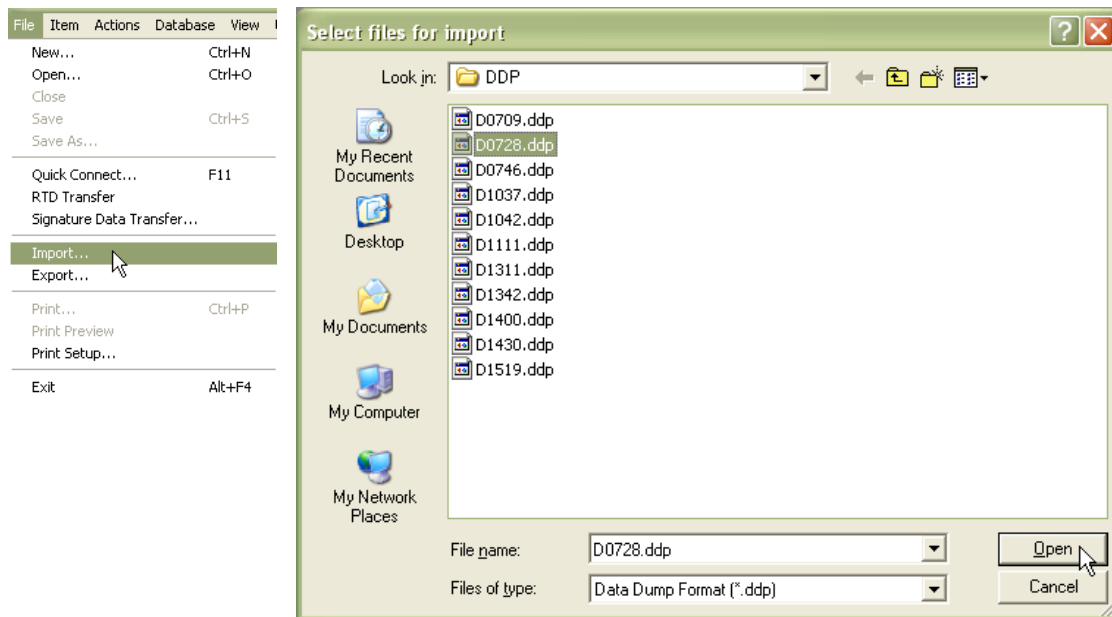 File Item Actions Database View
New... Ctrl+N
Open... Ctrl+O
Close
Save Ctrl+S
Save As...
Quick Connect... F11
RTD Transfer
Signature Data Transfer...
Import...
Export...
Print... Ctrl+P
Print Preview
Print Setup...
Exit Alt+F4
Select files for import
Look in: DDP
My Recent
Documents
Desktop
My Documents
My Computer
My Network
Places
D0709.ddp
D0728.ddp
D0746.ddp
D1037.ddp
D1042.ddp
D1111.ddp
D1311.ddp
D1342.ddp
D1400.ddp
D1430.ddp
D1519.ddp
File name: D0728.ddp Open
Files of type: Data Dump Format (*.ddp) Cancel